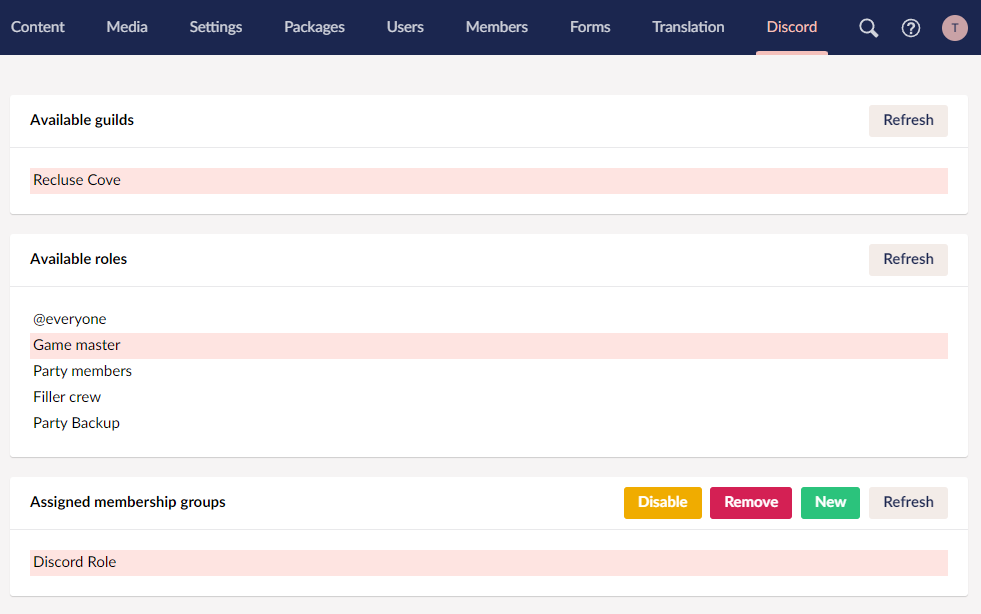 Content Media Settings Packages Users Members Forms Translation Discord T
Available guilds Refresh
Recluse Cove
Available roles Refresh
@everyone
Game master
Party members
Filler crew
Party Backup
Assigned membership groups Disable Remove New Refresh
Discord Role